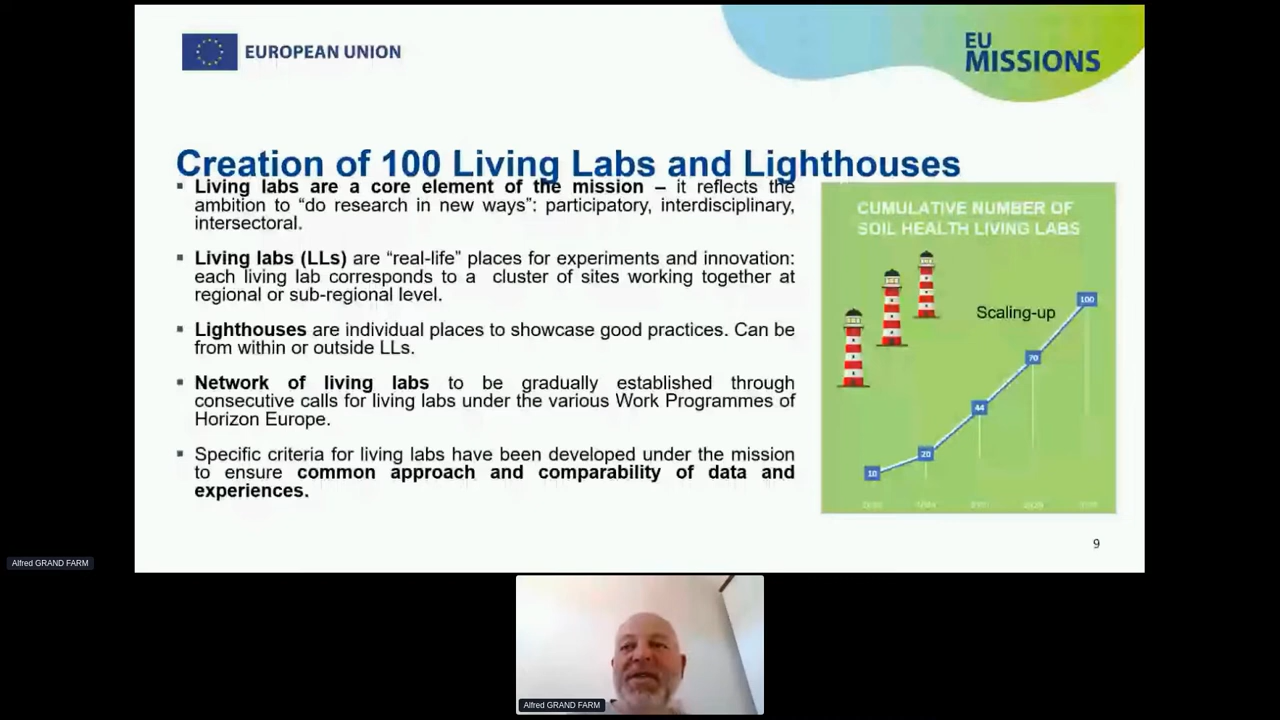 EUROPEAN UNION
EU
MISSIONS
Creation of 100 Living Labs and Lighthouses
▪ Living labs are a core element of the mission – it reflects the
ambition to “do research in new ways”: participatory, interdisciplinary,
intersectoral.
▪ Living labs (LLs) are “real-life” places for experiments and innovation:
each living lab corresponds to a cluster of sites working together at
regional or sub-regional level.
▪ Lighthouses are individual places to showcase good practices. Can be
from within or outside LLs.
▪ Network of living labs to be gradually established through
consecutive calls for living labs under the various Work Programmes of
Horizon Europe.
▪ Specific criteria for living labs have been developed under the mission
to ensure common approach and comparability of data and
experiences.
CUMULATIVE NUMBER OF
SOIL HEALTH LIVING LABS
Scaling-up
100
70
44
20
10
9
Alfred GRAND FARM
Alfred GRAND FARM